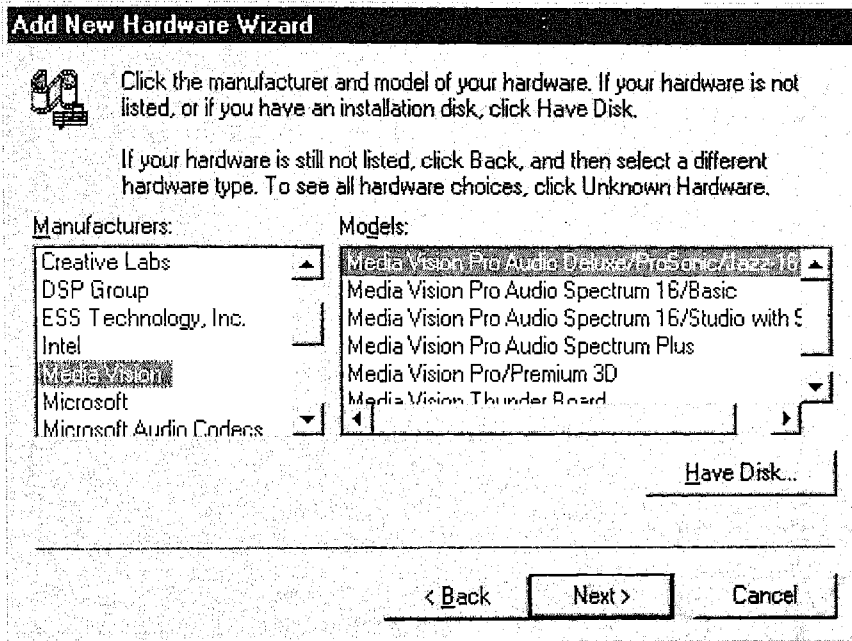 Add New Hardware Wizard
Click the manufacturer and model of your hardware. If your hardware is not
listed, or if you have an installation disk, click Have Disk.
If your hardware is still not listed, click Back, and then select a different
hardware type. To see all hardware choices, click Unknown Hardware.
Manufacturers:
Creative Labs
DSP Group
ESS Technology, Inc.
Intel
Media Vision
Microsoft
Microsoft Audio Codecs
Models:
Media Vision Pro Audio Deluxe/ProSonic/Jazz-16
Media Vision Pro Audio Spectrum 16/Basic
Media Vision Pro Audio Spectrum 16/Studio with S
Media Vision Pro Audio Spectrum Plus
Media Vision Pro/Premium 3D
Media Vision Thunder Board
Have Disk...
< Back
Next >
Cancel